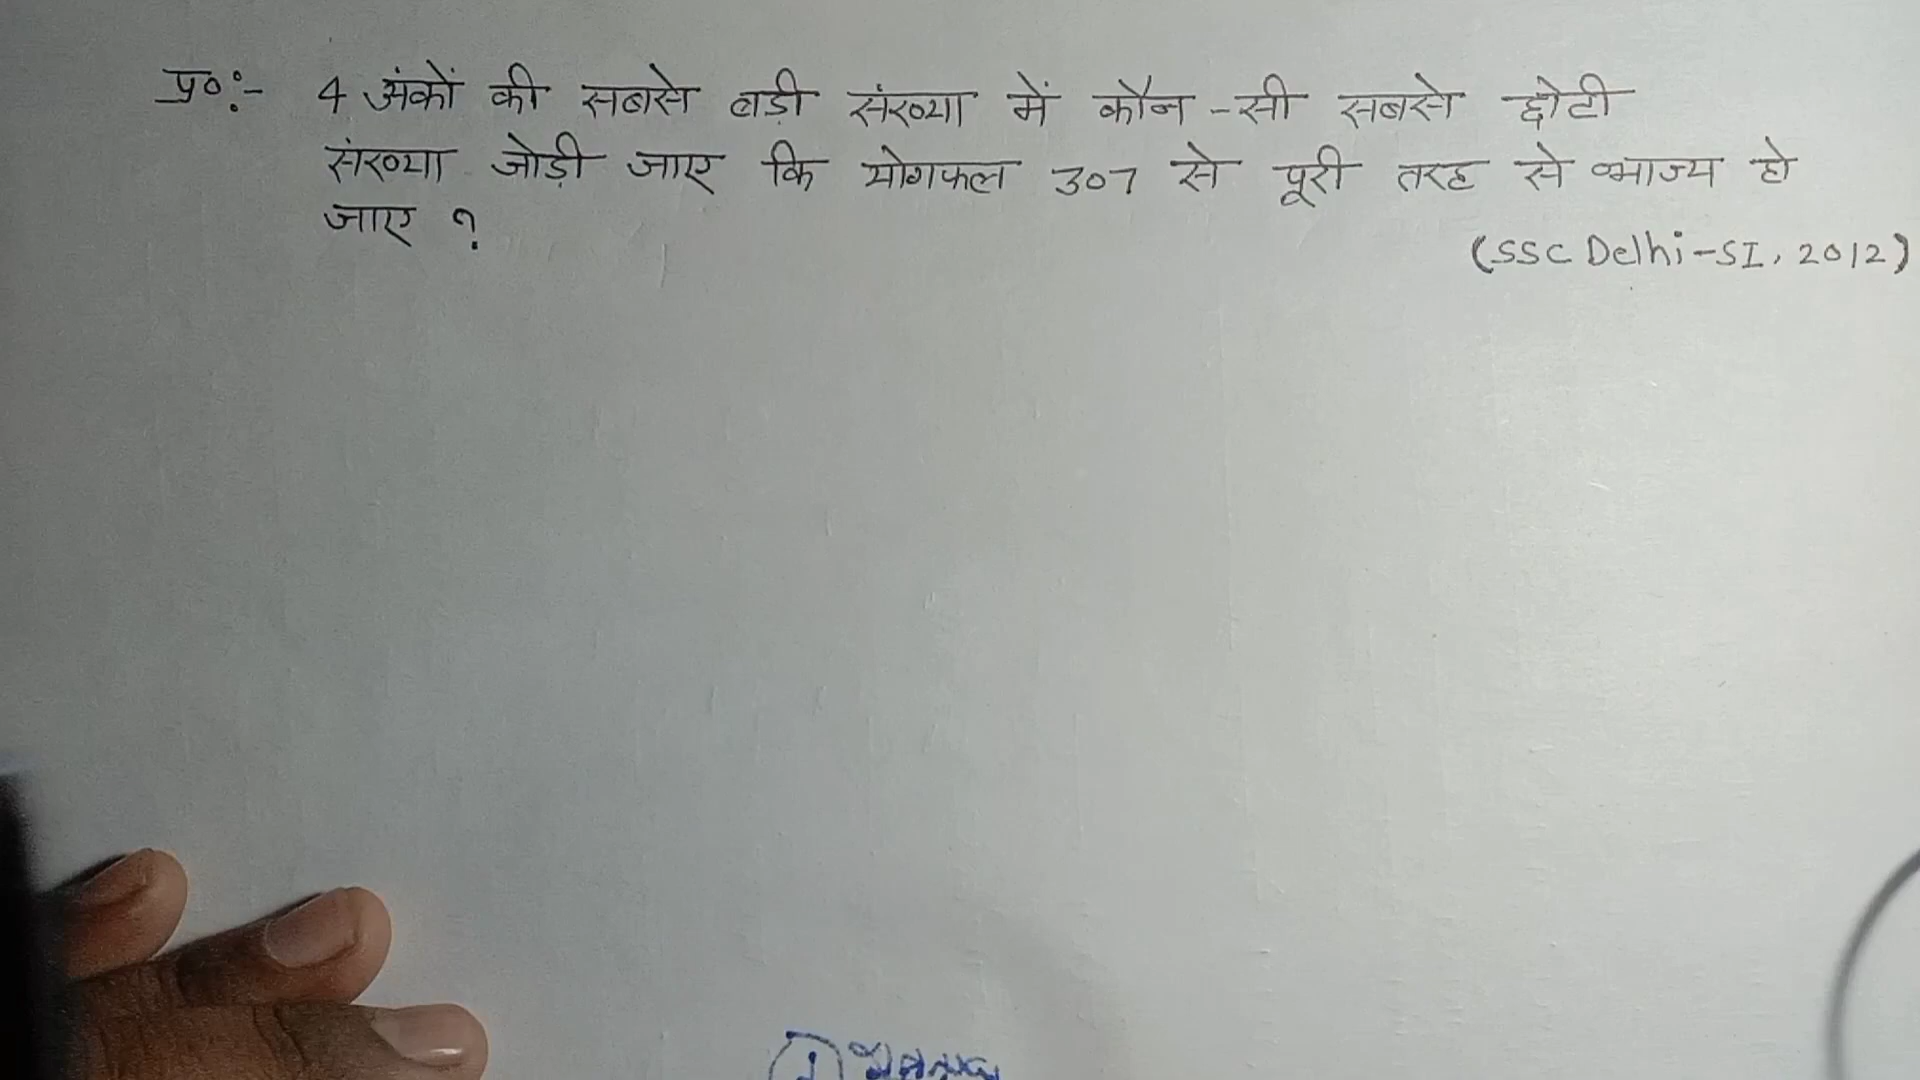 प्र०:- 4 अंकों की सबसे बड़ी संख्या में कौन-सी सबसे छोटी
संख्या जोड़ी जाए कि योगफल 307 से पूरी तरह से भाज्य हो
जाए ?
(SSC Delhi-SI, 2012)